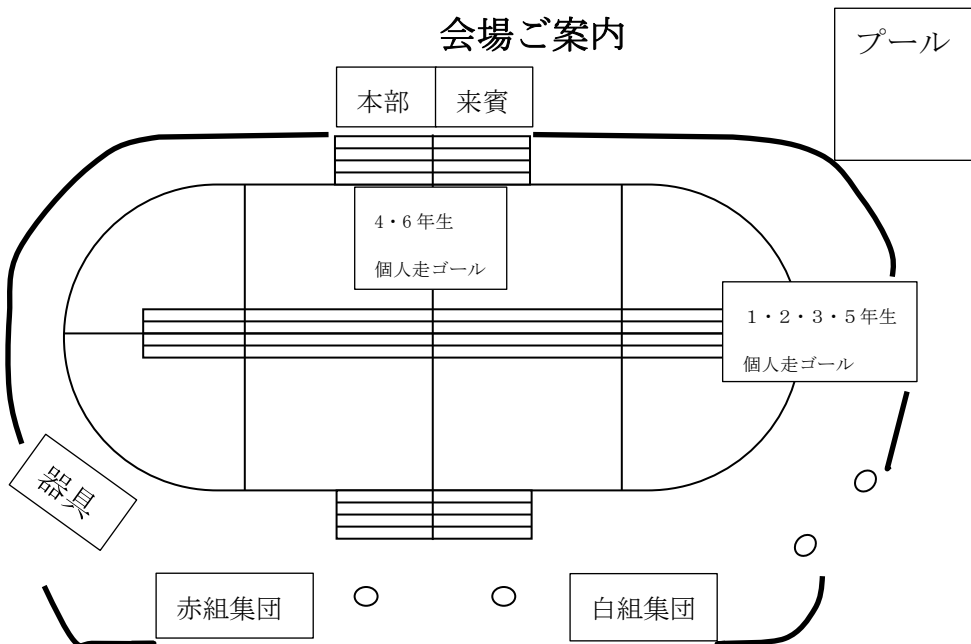 会場ご案内
プール
本部
来賓
4・6年生
個人走ゴール
1・2・3・5年生
個人走ゴール
器具
赤組集団
白組集団